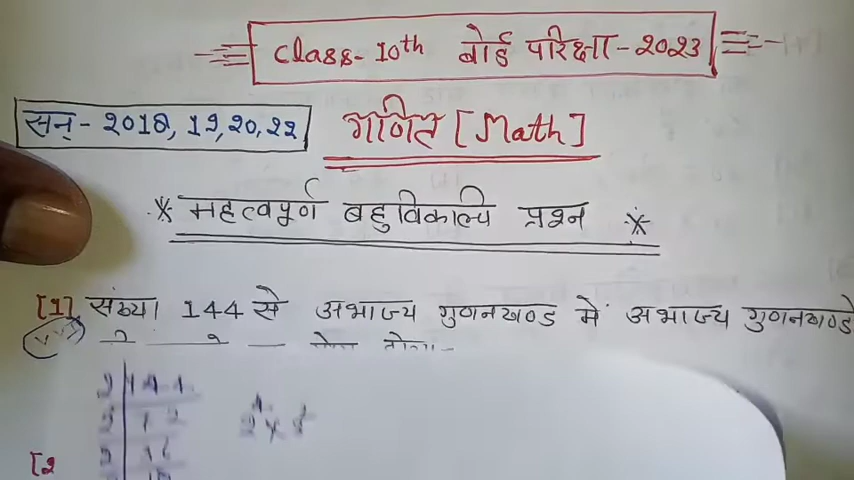 Class- 10th बोर्ड परिक्षा - 2023
सन् - 2018, 19, 20, 22
गणित [Math]
* महत्वपूर्ण बहुविकाल्पि प्रश्न *
[1] संख्या 144 से अभाज्य गुणनखण्ड में अभाज्य गुणनखण्डो
2 144
2 72
2 36
[2